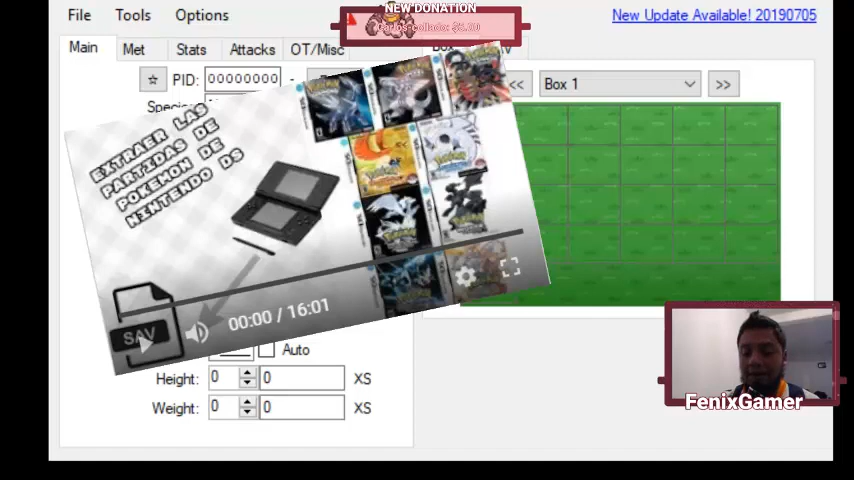 NEW DONATION
File Tools Options
New Update Available! 20190705
Main Met Stats Attacks OT/Misc
PID: 00000000
<< Box 1 >>
EXTRAER LAS
PARTIDAS DE
POKEMON DE
NINTENDO DS
SAV
00:00 / 16:01
Auto
Height: 0 0 XS
Weight: 0 0 XS
FenixGamer